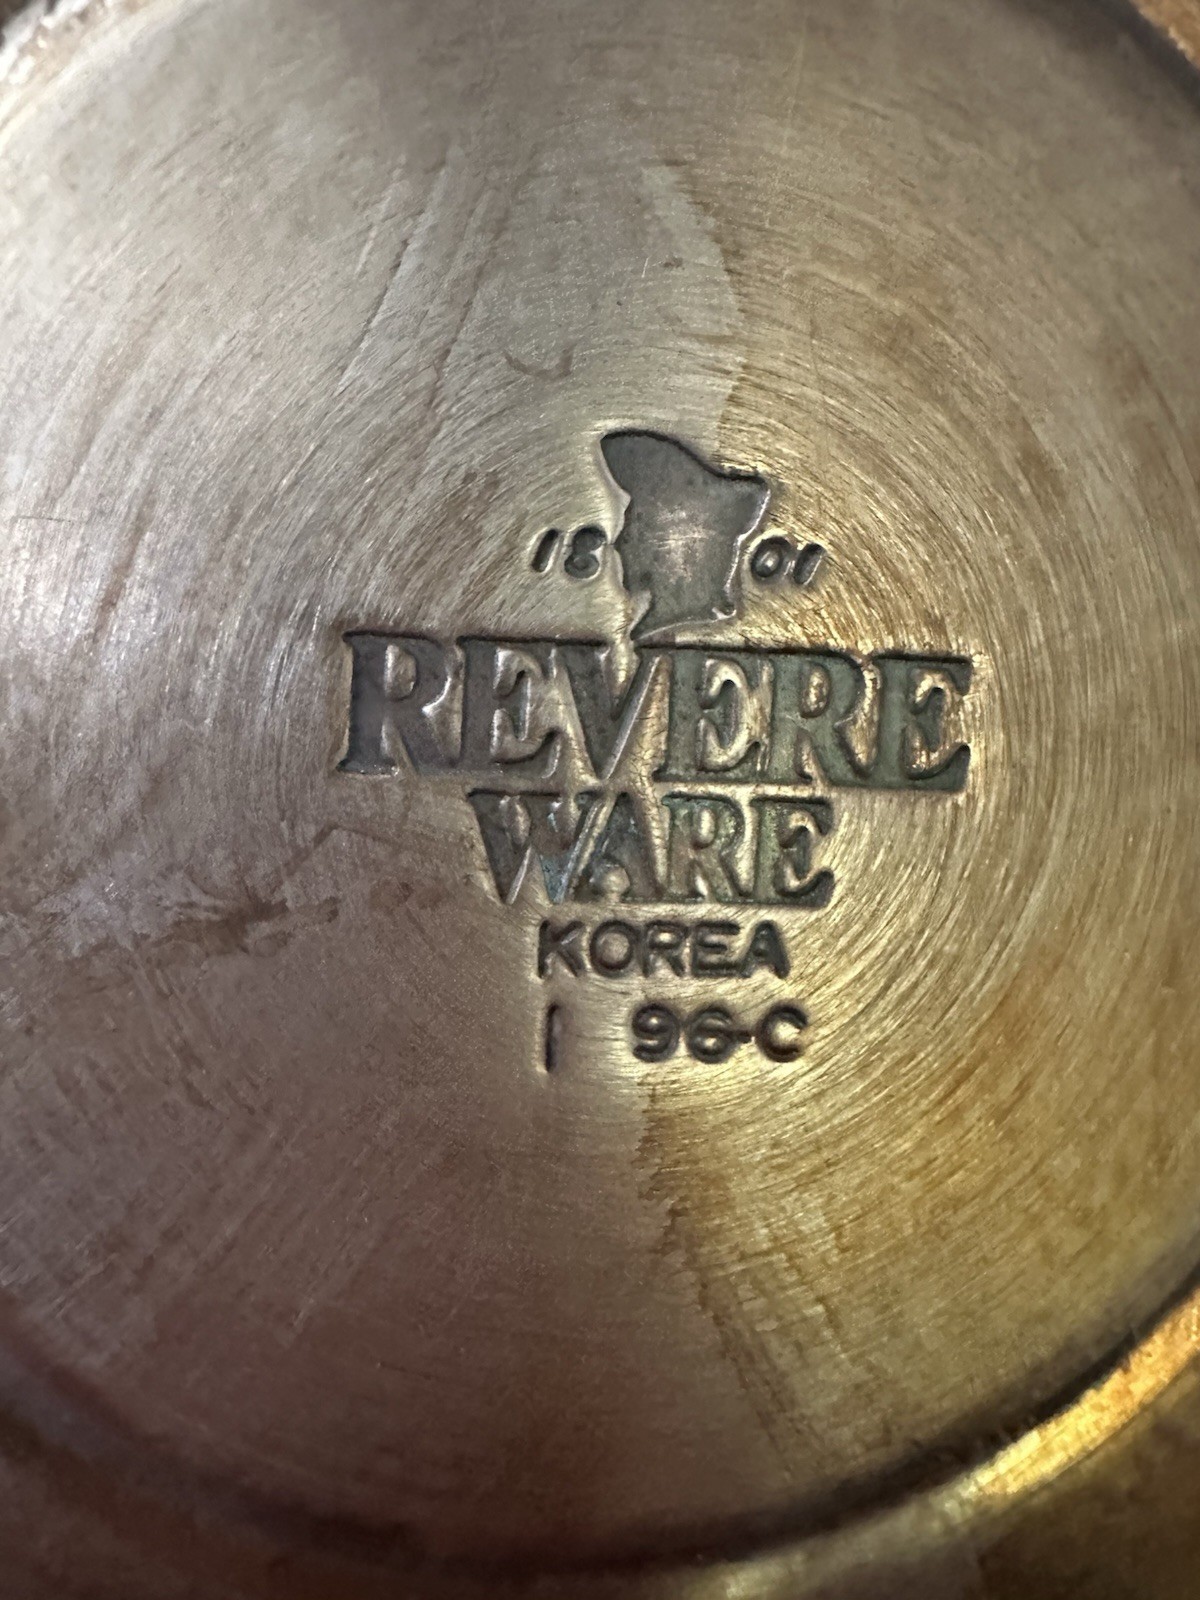 18 01
REVERE
WARE
KOREA
1 96-C